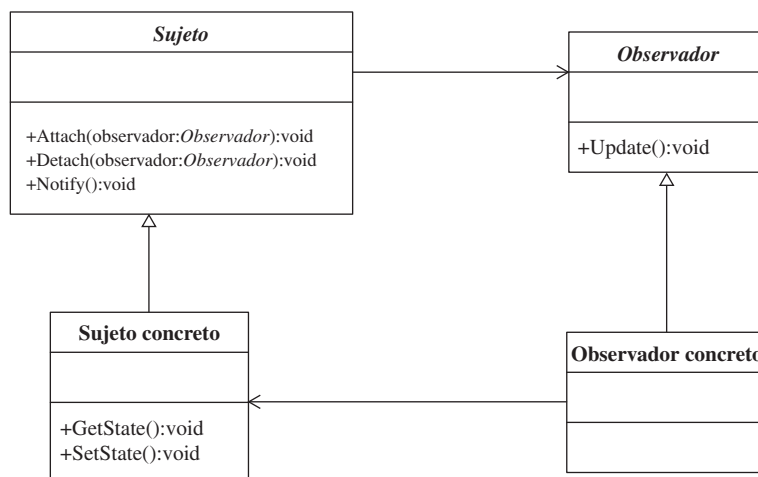 Sujeto
+Attach(observador:Observador):void
+Detach(observador:Observador):void
+Notify():void
Observador
+Update():void
Sujeto concreto
+GetState():void
+SetState():void
Observador concreto